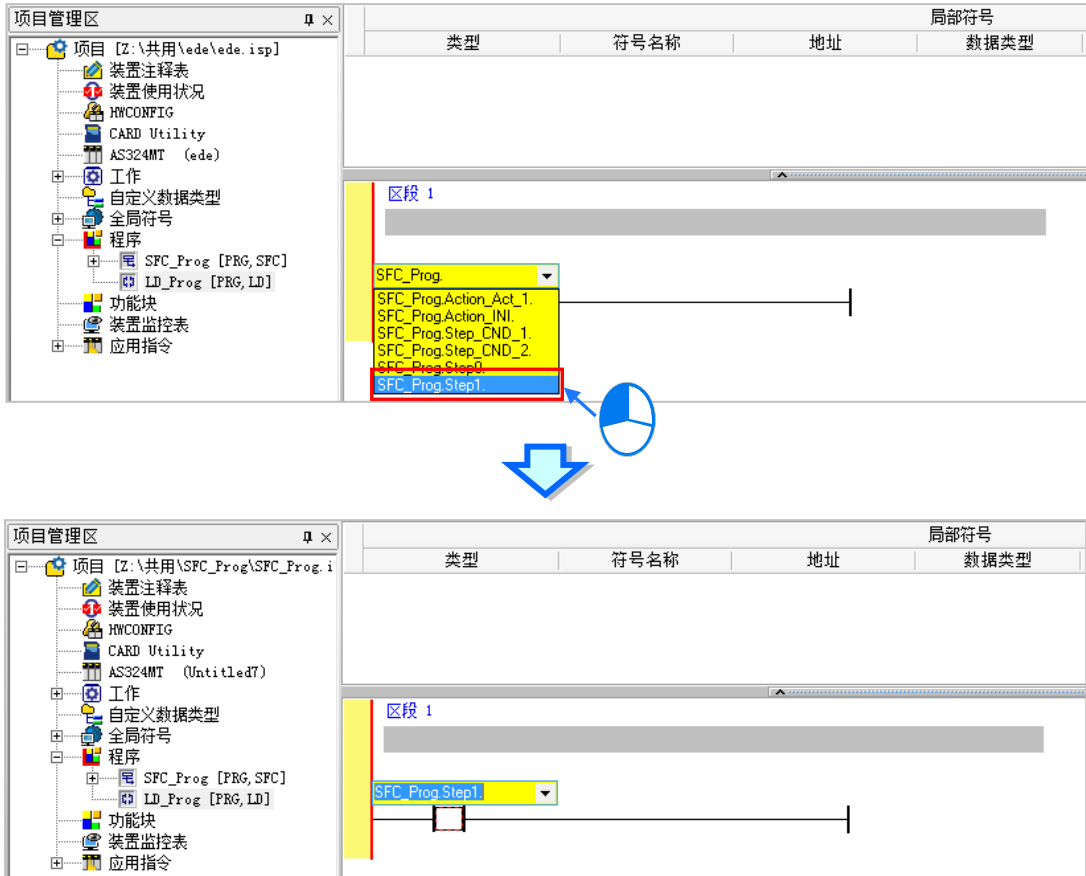 项目管理区
项目 [Z:\共用\ede\ede.isp]
装置注释表
装置使用状况
HWCONFIG
CARD Utility
AS324MT (ede)
工作
自定义数据类型
全局符号
程序
SFC_Prog [PRG,SFC]
LD_Prog [PRG,LD]
功能块
装置监控表
应用指令
局部符号
类型 符号名称 地址 数据类型
区段 1
SFC_Prog.
SFC_Prog.Action_Act_1.
SFC_Prog.Action_INI.
SFC_Prog.Step_CND_1.
SFC_Prog.Step_CND_2.
SFC_Prog.Step0.
SFC_Prog.Step1.
项目管理区
项目 [Z:\共用\SFC_Prog\SFC_Prog.i
装置注释表
装置使用状况
HWCONFIG
CARD Utility
AS324MT (Untitled7)
工作
自定义数据类型
全局符号
程序
SFC_Prog [PRG,SFC]
LD_Prog [PRG,LD]
功能块
装置监控表
应用指令
局部符号
类型 符号名称 地址 数据类型
区段 1
SFC_Prog.Step1.